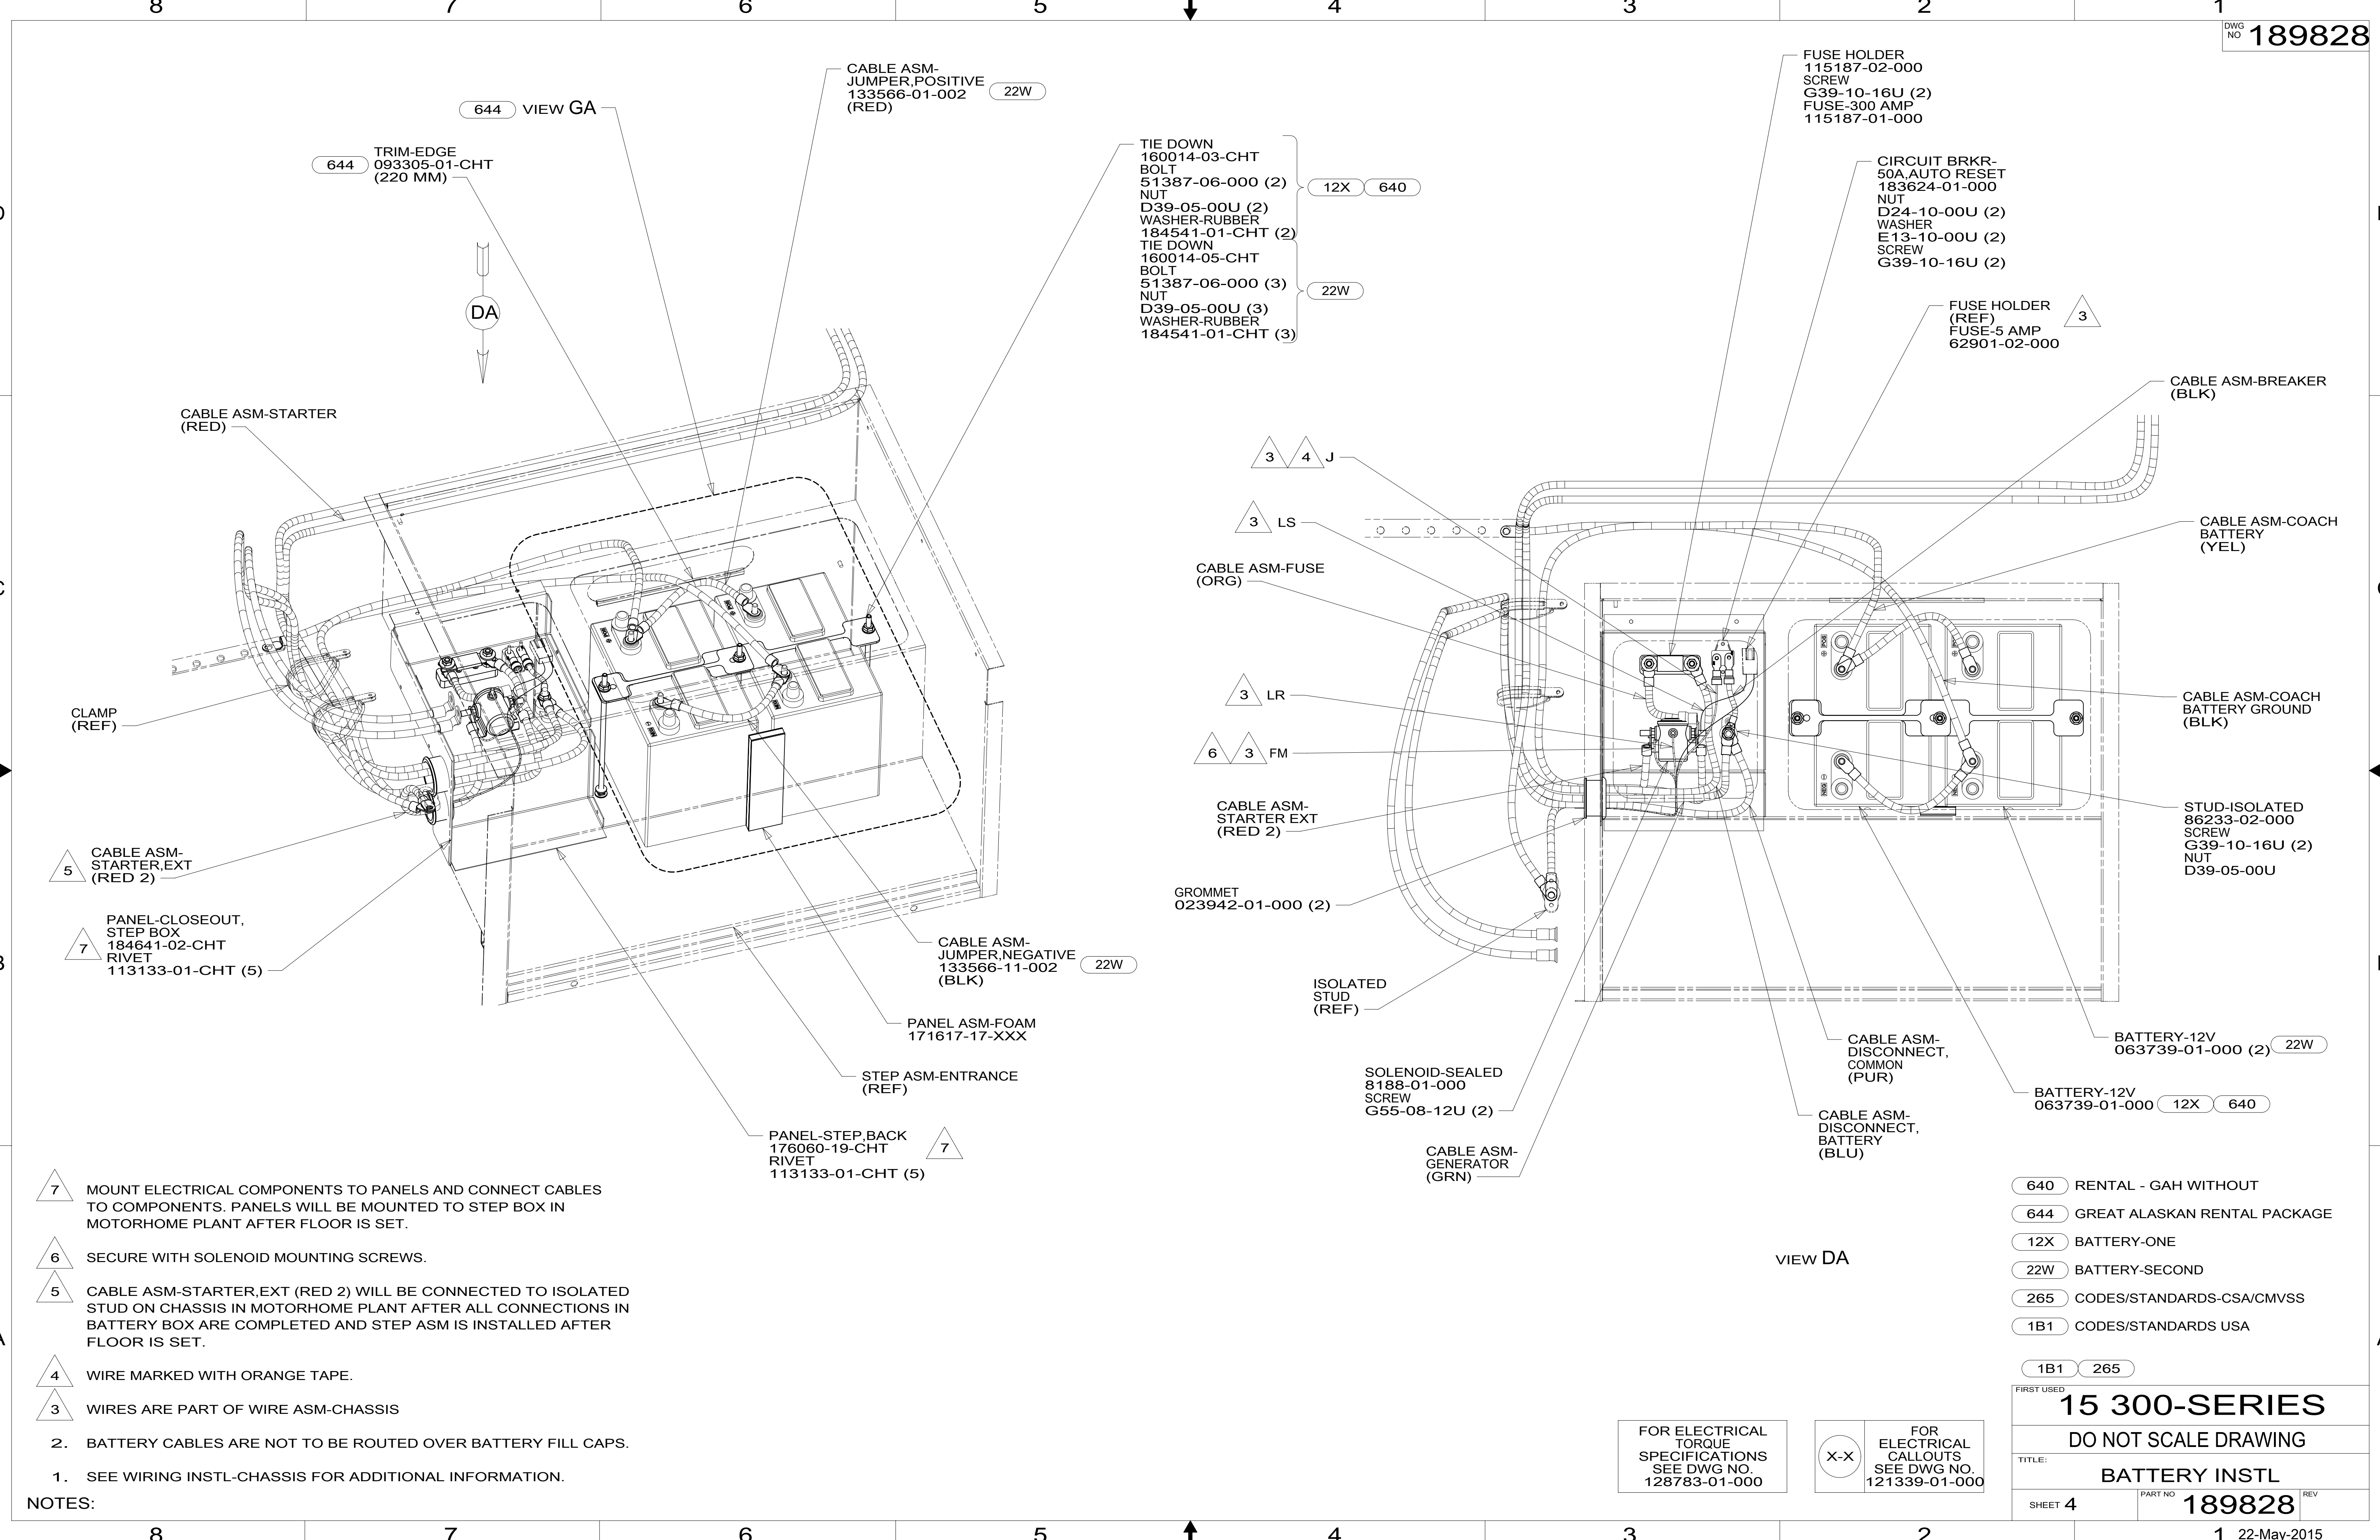 8 7 6 5 4 3 2 1
DWG
NO 189828
CABLE ASM-
JUMPER,POSITIVE
133566-01-002
(RED)
22W
644 VIEW GA
TRIM-EDGE
093305-01-CHT
(220 MM)
644
DA
TIE DOWN
160014-03-CHT
BOLT
51387-06-000 (2)
NUT
D39-05-00U (2)
WASHER-RUBBER
184541-01-CHT (2)
12X 640
TIE DOWN
160014-05-CHT
BOLT
51387-06-000 (3)
NUT
D39-05-00U (3)
WASHER-RUBBER
184541-01-CHT (3)
22W
FUSE HOLDER
115187-02-000
SCREW
G39-10-16U (2)
FUSE-300 AMP
115187-01-000
CIRCUIT BRKR-
50A,AUTO RESET
183624-01-000
NUT
D24-10-00U (2)
WASHER
E13-10-00U (2)
SCREW
G39-10-16U (2)
FUSE HOLDER
(REF)
FUSE-5 AMP
62901-02-000
3
CABLE ASM-BREAKER
(BLK)
CABLE ASM-STARTER
(RED)
3 4 J
3 LS
CABLE ASM-FUSE
(ORG)
3 LR
6 3 FM
CABLE ASM-
STARTER EXT
(RED 2)
GROMMET
023942-01-000 (2)
ISOLATED
STUD
(REF)
CABLE ASM-COACH
BATTERY
(YEL)
CABLE ASM-COACH
BATTERY GROUND
(BLK)
STUD-ISOLATED
86233-02-000
SCREW
G39-10-16U (2)
NUT
D39-05-00U
POS
NEG
CLAMP
(REF)
5
CABLE ASM-
STARTER,EXT
(RED 2)
7
PANEL-CLOSEOUT,
STEP BOX
184641-02-CHT
RIVET
113133-01-CHT (5)
CABLE ASM-
JUMPER,NEGATIVE
133566-11-002
(BLK)
22W
PANEL ASM-FOAM
171617-17-XXX
STEP ASM-ENTRANCE
(REF)
PANEL-STEP,BACK
176060-19-CHT
RIVET
113133-01-CHT (5)
7
SOLENOID-SEALED
8188-01-000
SCREW
G55-08-12U (2)
CABLE ASM-
GENERATOR
(GRN)
CABLE ASM-
DISCONNECT,
COMMON
(PUR)
CABLE ASM-
DISCONNECT,
BATTERY
(BLU)
BATTERY-12V
063739-01-000 (2)
22W
BATTERY-12V
063739-01-000
12X 640
VIEW DA
7 MOUNT ELECTRICAL COMPONENTS TO PANELS AND CONNECT CABLES
TO COMPONENTS. PANELS WILL BE MOUNTED TO STEP BOX IN
MOTORHOME PLANT AFTER FLOOR IS SET.
6 SECURE WITH SOLENOID MOUNTING SCREWS.
5 CABLE ASM-STARTER,EXT (RED 2) WILL BE CONNECTED TO ISOLATED
STUD ON CHASSIS IN MOTORHOME PLANT AFTER ALL CONNECTIONS IN
BATTERY BOX ARE COMPLETED AND STEP ASM IS INSTALLED AFTER
FLOOR IS SET.
4 WIRE MARKED WITH ORANGE TAPE.
3 WIRES ARE PART OF WIRE ASM-CHASSIS
2. BATTERY CABLES ARE NOT TO BE ROUTED OVER BATTERY FILL CAPS.
1. SEE WIRING INSTL-CHASSIS FOR ADDITIONAL INFORMATION.
NOTES:
640 RENTAL - GAH WITHOUT
644 GREAT ALASKAN RENTAL PACKAGE
12X BATTERY-ONE
22W BATTERY-SECOND
265 CODES/STANDARDS-CSA/CMVSS
1B1 CODES/STANDARDS USA
1B1 265
FOR ELECTRICAL
TORQUE
SPECIFICATIONS
SEE DWG NO.
128783-01-000
X-X
FOR
ELECTRICAL
CALLOUTS
SEE DWG NO.
121339-01-000
FIRST USED
15 300-SERIES
DO NOT SCALE DRAWING
TITLE:
BATTERY INSTL
SHEET 4
PART NO 189828
REV
8 7 6 5 4 3 2 1
22-May-2015